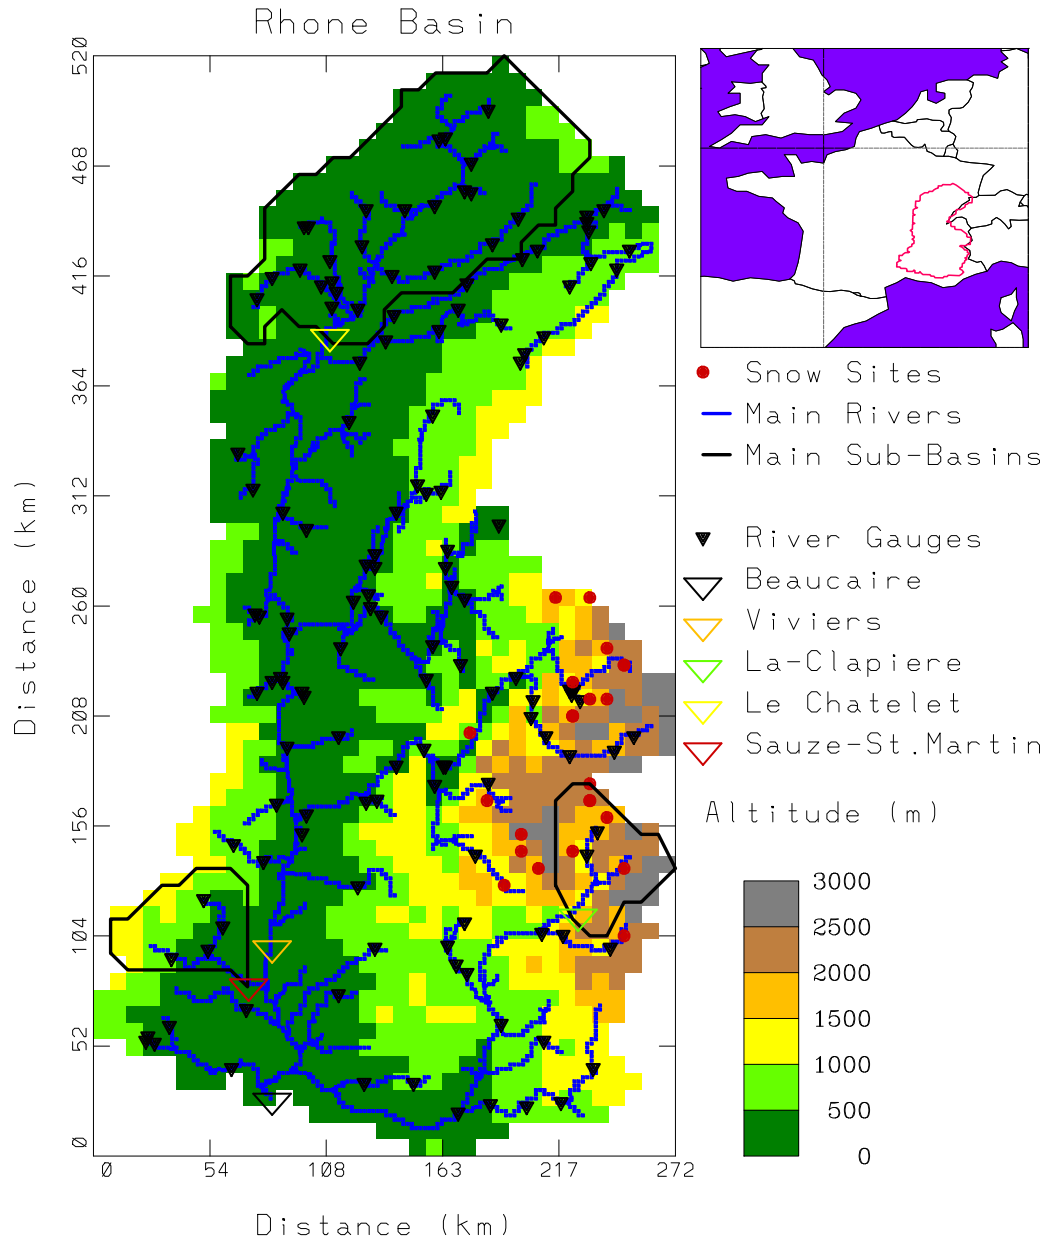 Rhone Basin
520
468
416
364
312
260
208
156
104
52
0
Distance (km)
0 54 108 163 217 272
Distance (km)
Snow Sites
Main Rivers
Main Sub-Basins
River Gauges
Beaucaire
Viviers
La-Clapiere
Le Chatelet
Sauze-St.Martin
Altitude (m)
3000
2500
2000
1500
1000
500
0